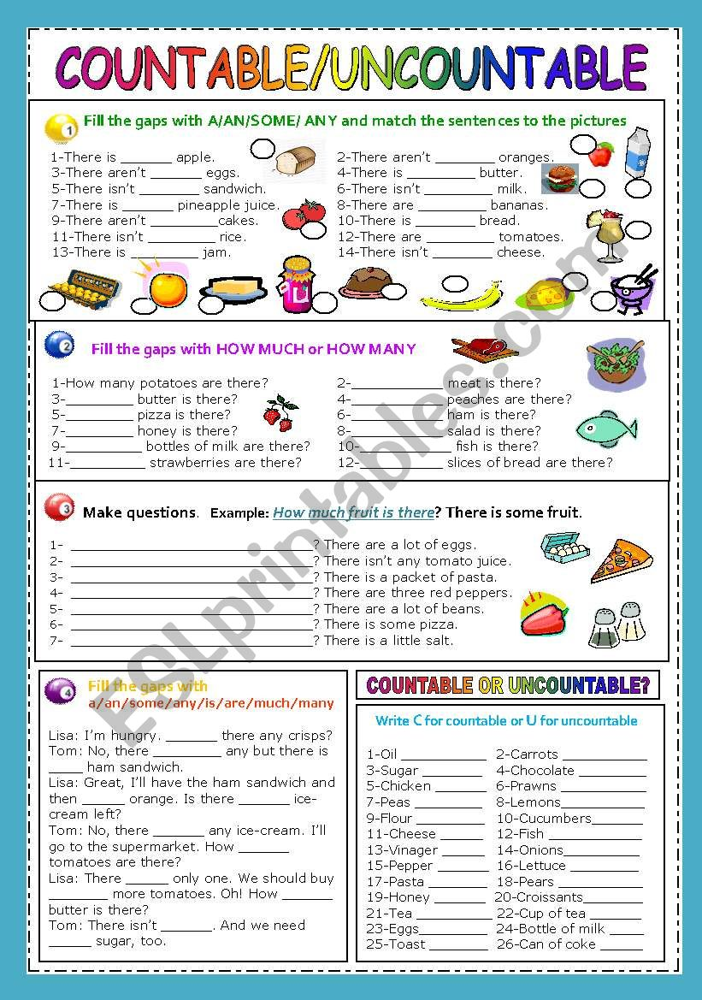 COUNTABLE/UNCOUNTABLE
1
Fill the gaps with A/AN/SOME/ ANY and match the sentences to the pictures
1-There is _______ apple. 2-There aren't ________ oranges.
3-There aren't _______ eggs. 4-There is _________ butter.
5-There isn't ________ sandwich. 6-There isn't _________ milk.
7-There is _______ pineapple juice. 8-There are _________ bananas.
9-There aren't _________cakes. 10-There is _________ bread.
11-There isn't _________ rice. 12-There are _________ tomatoes.
13-There is _________ jam. 14-There isn't ________ cheese.
2
Fill the gaps with HOW MUCH or HOW MANY
1-How many potatoes are there? 2-____________ meat is there?
3-_________ butter is there? 4-____________ peaches are there?
5-_________ pizza is there? 6-____________ ham is there?
7-_________ honey is there? 8-____________ salad is there?
9-__________ bottles of milk are there? 10-____________ fish is there?
11-__________ strawberries are there? 12-___________ slices of bread are there?
3
Make questions. Example: How much fruit is there? There is some fruit.
1- ______________________________? There are a lot of eggs.
2- ______________________________? There isn't any tomato juice.
3- ______________________________? There is a packet of pasta.
4- ______________________________? There are three red peppers.
5- ______________________________? There are a lot of beans.
6- ______________________________? There is some pizza.
7- ______________________________? There is a little salt.
4
Fill the gaps with
a/an/some/any/is/are/much/many
Lisa: I'm hungry. _______ there any crisps?
Tom: No, there _________ any but there is
_____ ham sandwich.
Lisa: Great, I'll have the ham sandwich and
then ______ orange. Is there _______ ice-
cream left?
Tom: No, there _______ any ice-cream. I'll
go to the supermarket. How _______
tomatoes are there?
Lisa: There ______ only one. We should buy
________ more tomatoes. Oh! How _______
butter is there?
Tom: There isn't _______. And we need
______ sugar, too.
COUNTABLE OR UNCOUNTABLE?
Write C for countable or U for uncountable
1-Oil ____________ 2-Carrots ____________
3-Sugar ________ 4-Chocolate __________
5-Chicken _________ 6-Prawns ____________
7-Peas __________ 8-Lemons____________
9-Flour _________ 10-Cucumbers_________
11-Cheese ______ 12-Fish ______________
13-Vinager ______ 14-Onions___________
15-Pepper _______ 16-Lettuce __________
17-Pasta ________ 18-Pears ____________
19-Honey _______ 20-Croissants________
21-Tea __________ 22-Cup of tea _______
23-Eggs_________ 24-Bottle of milk _____
25-Toast ________ 26-Can of coke ______
ESLprintables.com